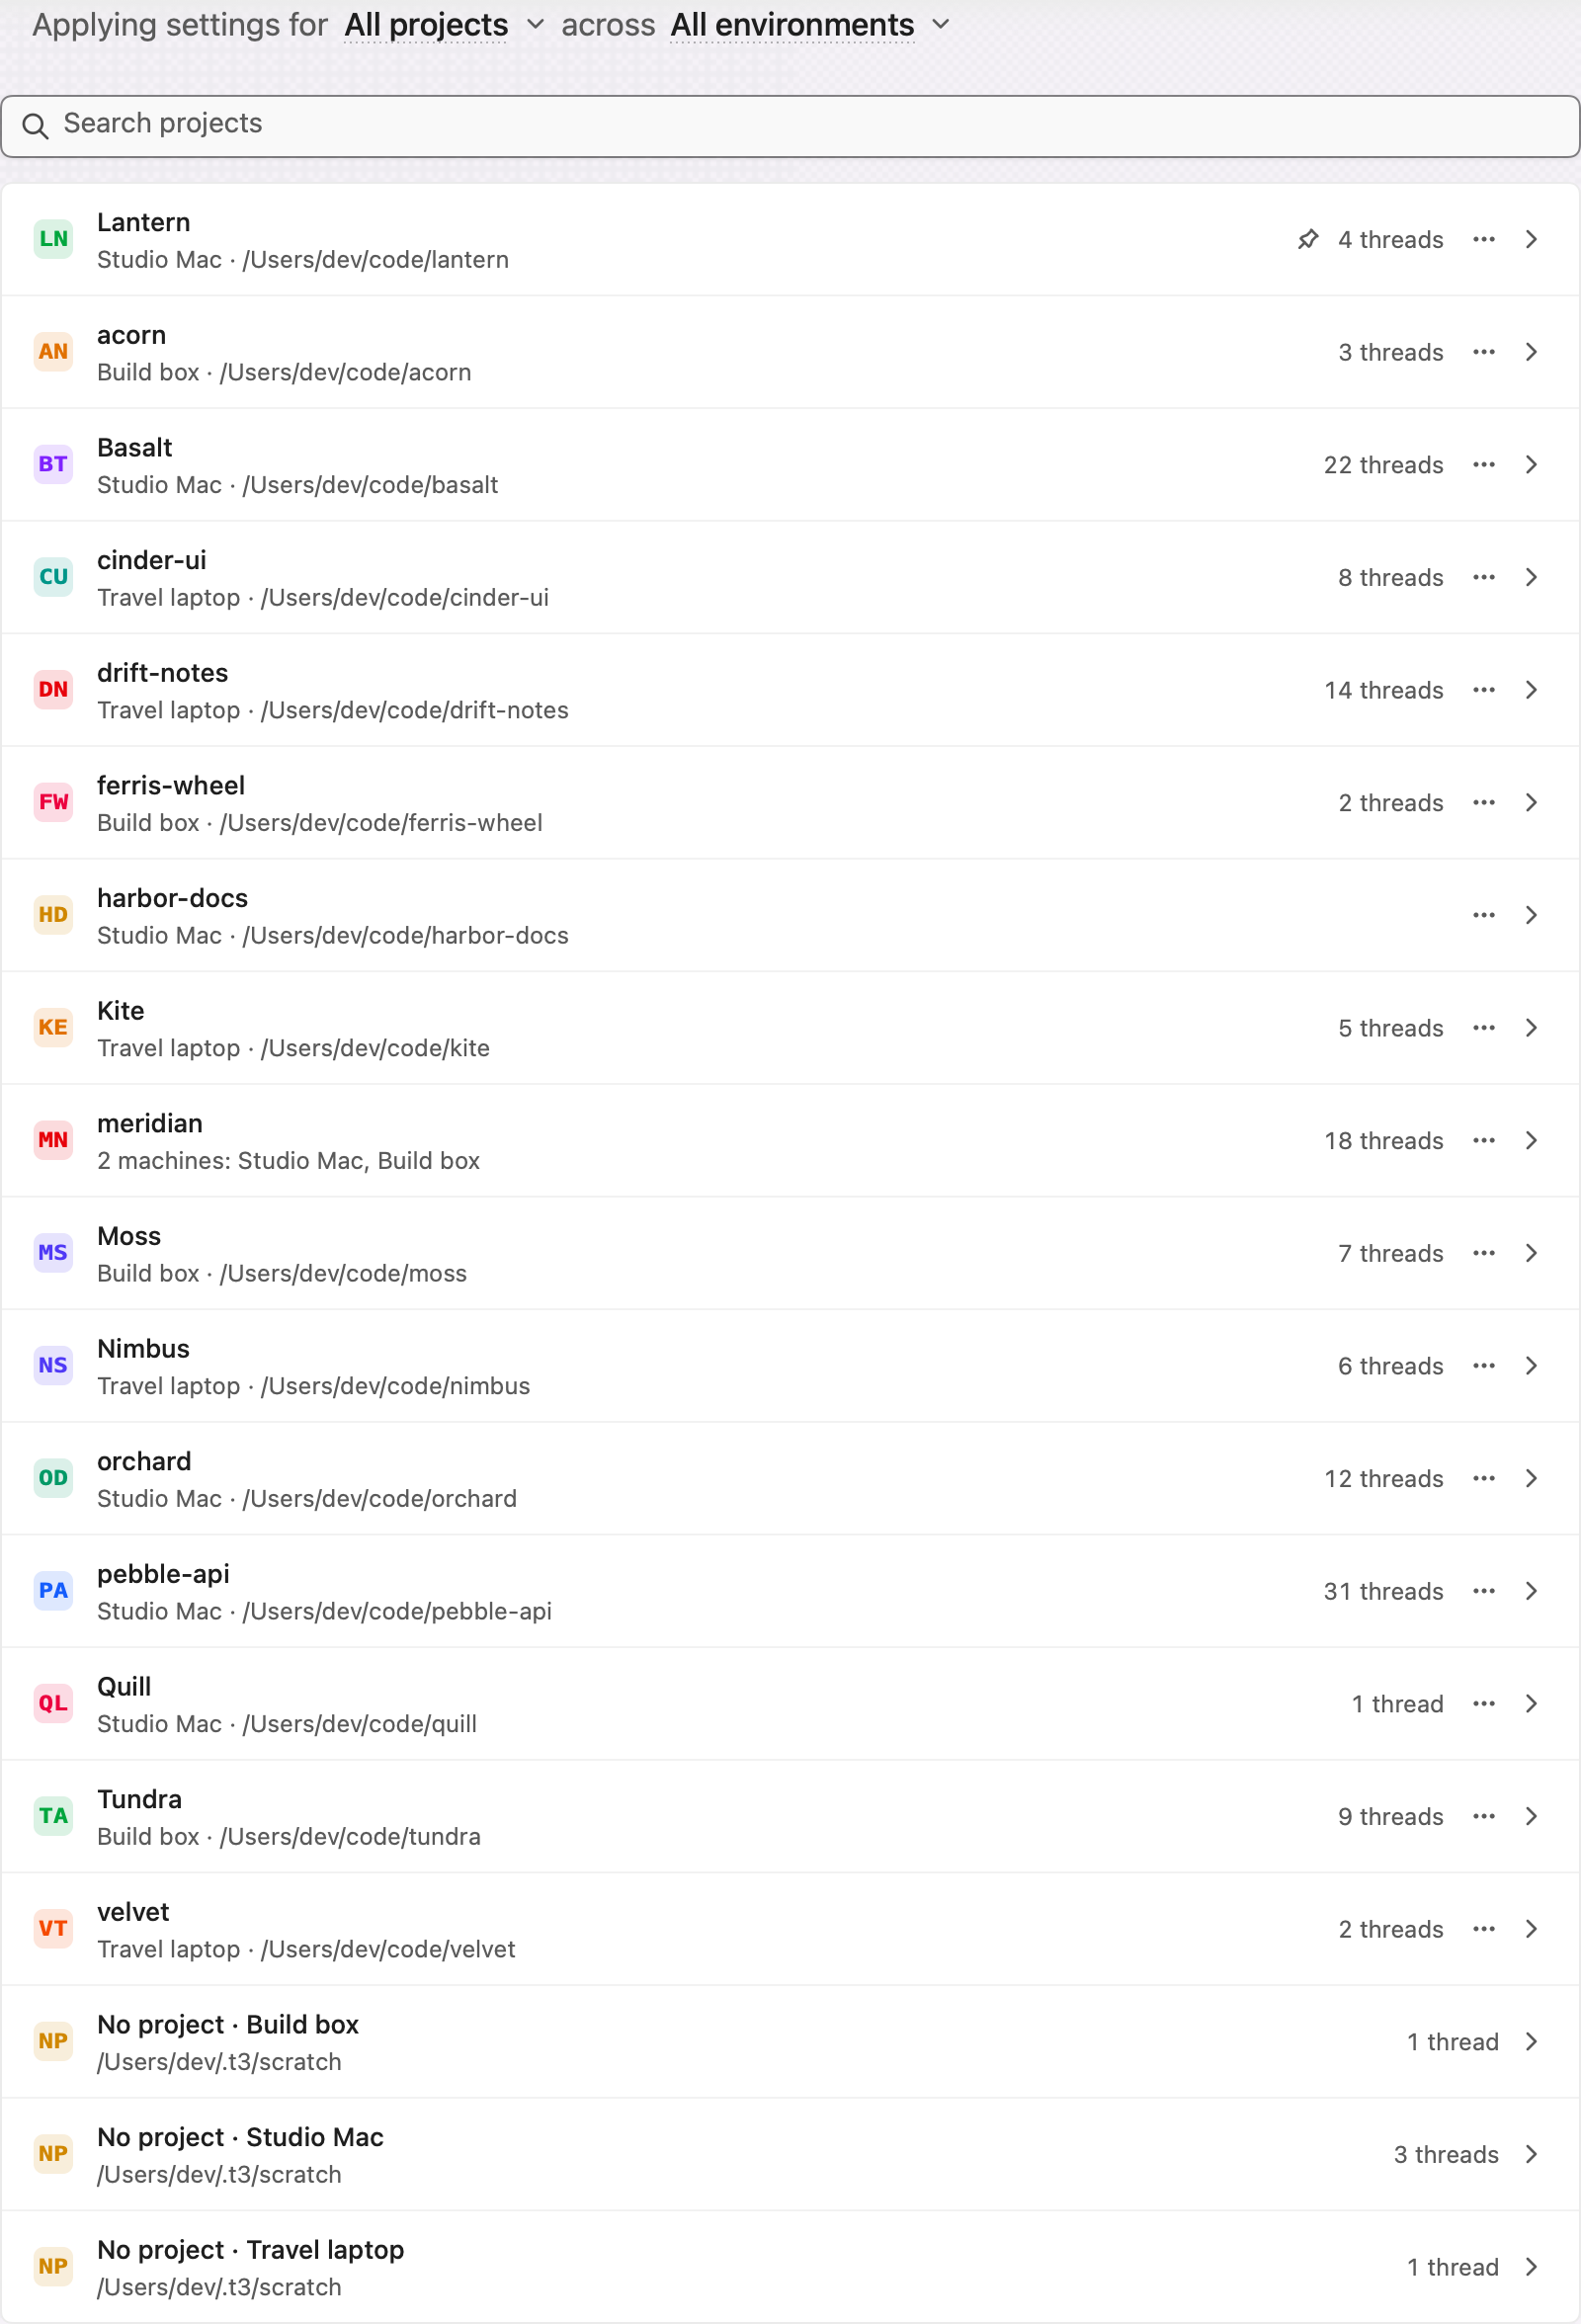 Applying settings for All projects across All environments
Search projects
LN
Lantern
Studio Mac · /Users/dev/code/lantern
4 threads
AN
acorn
Build box · /Users/dev/code/acorn
3 threads
BT
Basalt
Studio Mac · /Users/dev/code/basalt
22 threads
CU
cinder-ui
Travel laptop · /Users/dev/code/cinder-ui
8 threads
DN
drift-notes
Travel laptop · /Users/dev/code/drift-notes
14 threads
FW
ferris-wheel
Build box · /Users/dev/code/ferris-wheel
2 threads
HD
harbor-docs
Studio Mac · /Users/dev/code/harbor-docs
KE
Kite
Travel laptop · /Users/dev/code/kite
5 threads
MN
meridian
2 machines: Studio Mac, Build box
18 threads
MS
Moss
Build box · /Users/dev/code/moss
7 threads
NS
Nimbus
Travel laptop · /Users/dev/code/nimbus
6 threads
OD
orchard
Studio Mac · /Users/dev/code/orchard
12 threads
PA
pebble-api
Studio Mac · /Users/dev/code/pebble-api
31 threads
QL
Quill
Studio Mac · /Users/dev/code/quill
1 thread
TA
Tundra
Build box · /Users/dev/code/tundra
9 threads
VT
velvet
Travel laptop · /Users/dev/code/velvet
2 threads
NP
No project · Build box
/Users/dev/.t3/scratch
1 thread
NP
No project · Studio Mac
/Users/dev/.t3/scratch
3 threads
NP
No project · Travel laptop
/Users/dev/.t3/scratch
1 thread